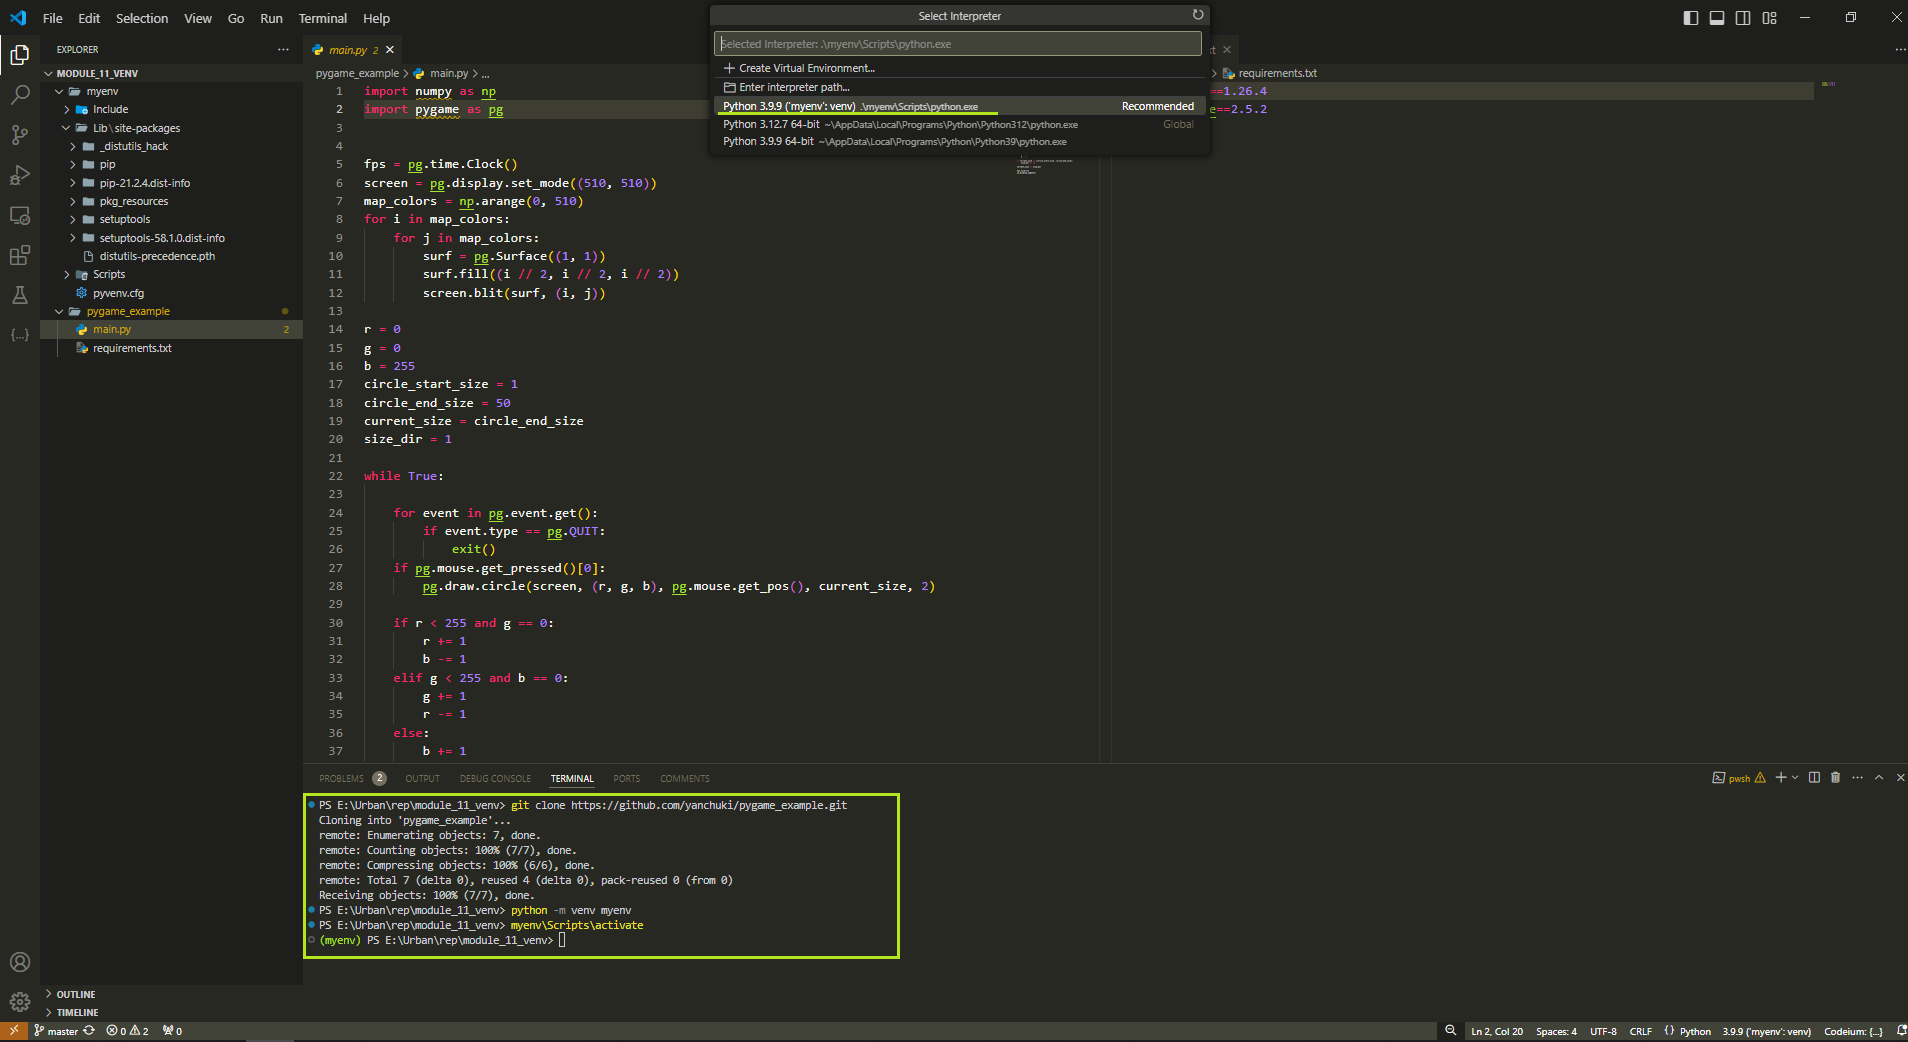 File Edit Selection View Go Run Terminal Help
Select Interpreter
Selected Interpreter: .\myenv\Scripts\python.exe
Create Virtual Environment...
Enter interpreter path...
Python 3.9.9 ('myenv': venv) .\myenv\Scripts\python.exe Recommended
Python 3.12.7 64-bit ~\AppData\Local\Programs\Python\Python312\python.exe Global
Python 3.9.9 64-bit ~\AppData\Local\Programs\Python\Python39\python.exe
EXPLORER
MODULE_11_VENV
myenv
Include
Lib\site-packages
_distutils_hack
pip
pip-21.2.4.dist-info
pkg_resources
setuptools
setuptools-58.1.0.dist-info
distutils-precedence.pth
Scripts
pyvenv.cfg
pygame_example
main.py 2
requirements.txt
OUTLINE
TIMELINE
main.py 2
pygame_example > main.py > ...
1 import numpy as np
2 import pygame as pg
3
4
5 fps = pg.time.Clock()
6 screen = pg.display.set_mode((510, 510))
7 map_colors = np.arange(0, 510)
8 for i in map_colors:
9 for j in map_colors:
10 surf = pg.Surface((1, 1))
11 surf.fill((i // 2, i // 2, i // 2))
12 screen.blit(surf, (i, j))
13
14 r = 0
15 g = 0
16 b = 255
17 circle_start_size = 1
18 circle_end_size = 50
19 current_size = circle_end_size
20 size_dir = 1
21
22 while True:
23
24 for event in pg.event.get():
25 if event.type == pg.QUIT:
26 exit()
27 if pg.mouse.get_pressed()[0]:
28 pg.draw.circle(screen, (r, g, b), pg.mouse.get_pos(), current_size, 2)
29
30 if r < 255 and g == 0:
31 r += 1
32 b -= 1
33 elif g < 255 and b == 0:
34 g += 1
35 r -= 1
36 else:
37 b += 1
xt
> requirements.txt
==1.26.4
e==2.5.2
PROBLEMS 2 OUTPUT DEBUG CONSOLE TERMINAL PORTS COMMENTS
pwsh
PS E:\Urban\rep\module_11_venv> git clone https://github.com/yanchuki/pygame_example.git
Cloning into 'pygame_example'...
remote: Enumerating objects: 7, done.
remote: Counting objects: 100% (7/7), done.
remote: Compressing objects: 100% (6/6), done.
remote: Total 7 (delta 0), reused 4 (delta 0), pack-reused 0 (from 0)
Receiving objects: 100% (7/7), done.
PS E:\Urban\rep\module_11_venv> python -m venv myenv
PS E:\Urban\rep\module_11_venv> myenv\Scripts\activate
(myenv) PS E:\Urban\rep\module_11_venv>
master 0 2 0
Ln 2, Col 20 Spaces: 4 UTF-8 CRLF {} Python 3.9.9 ('myenv': venv) Codeium: {...}